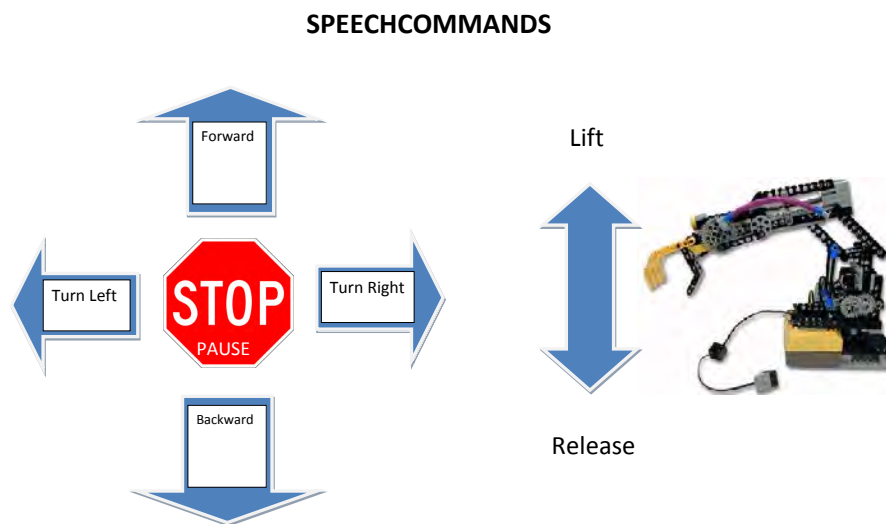 SPEECHCOMMANDS
Forward
Lift
Turn Left
STOP
PAUSE
Turn Right
Backward
Release